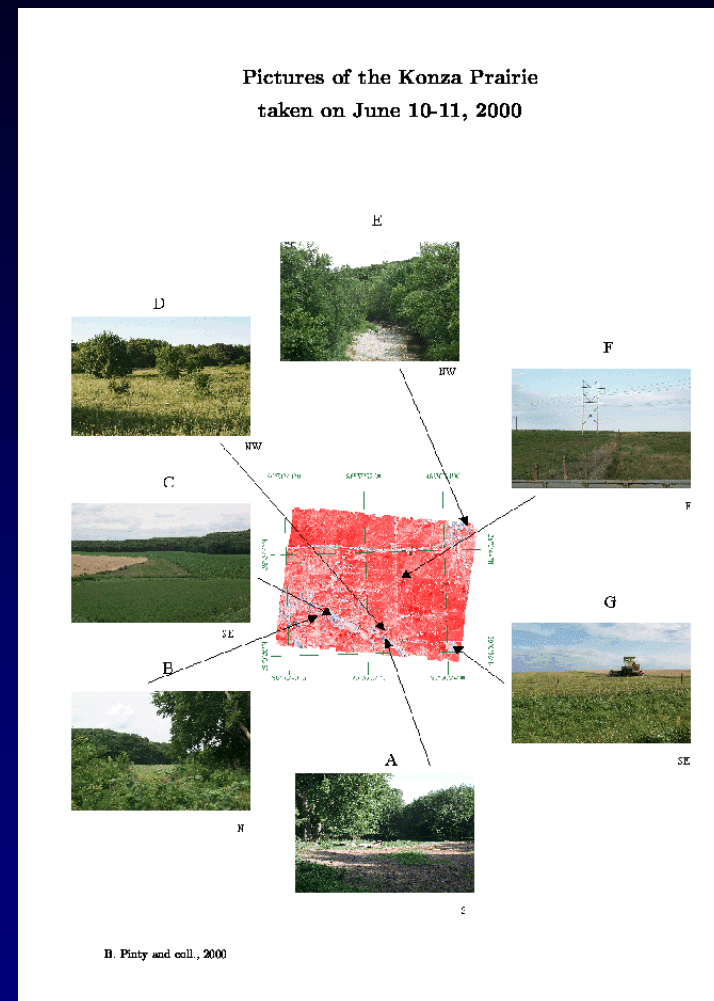 Pictures of the Konza Prairie
taken on June 10-11, 2000
E
D
F
NW
NW
C
F
G
SE
B
A
SE
N
S
B. Pinty and coll., 2000